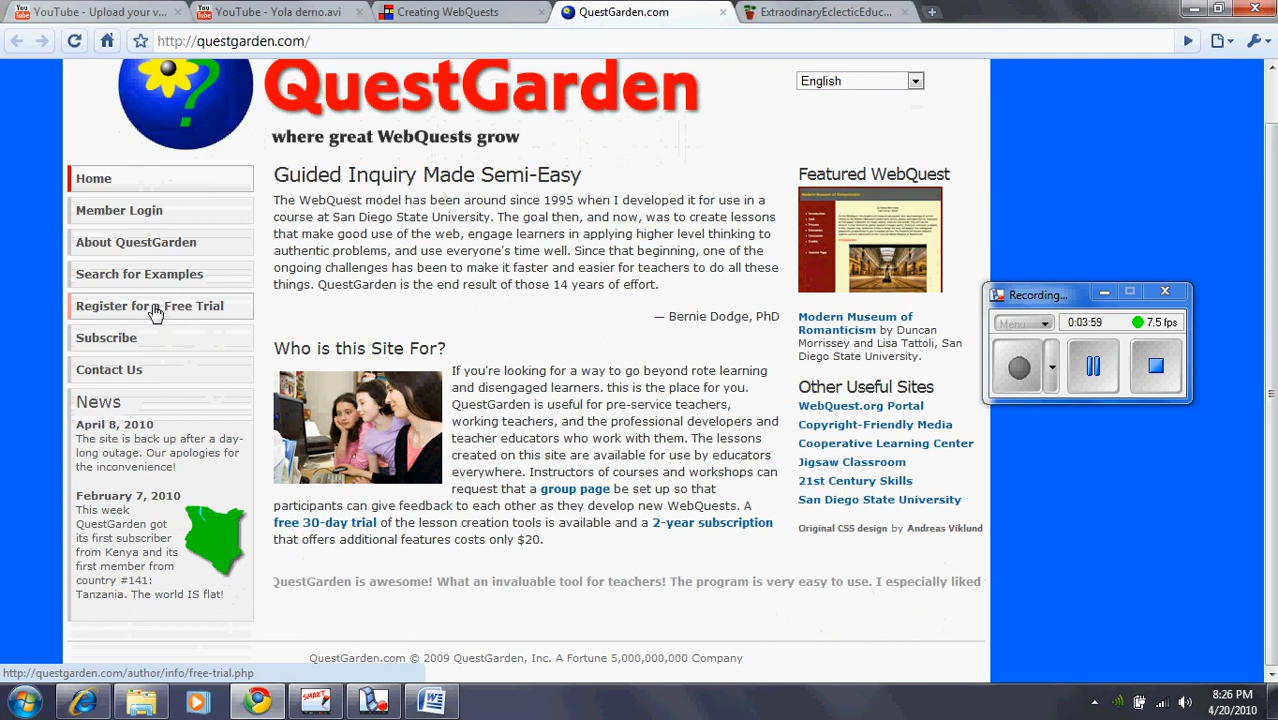 YouTube - Upload your v...
YouTube - Yola demo.avi
Creating WebQuests
QuestGarden.com
ExtraodinaryEclecticEduc...
http://questgarden.com/
QuestGarden
where great WebQuests grow
English
Home
Member Login
About QuestGarden
Search for Examples
Register for a Free Trial
Subscribe
Contact Us
News
April 8, 2010
The site is back up after a day-
long outage. Our apologies for
the inconvenience!
February 7, 2010
This week
QuestGarden got
its first subscriber
from Kenya and its
first member from
country #141:
Tanzania. The world IS flat!
Guided Inquiry Made Semi-Easy
The WebQuest model has been around since 1995 when I developed it for use in a
course at San Diego State University. The goal then, and now, was to create lessons
that make good use of the web, engage learners in applying higher level thinking to
authentic problems, and use everyone's time well. Since that beginning, one of the
ongoing challenges has been to make it faster and easier for teachers to do all these
things. QuestGarden is the end result of those 14 years of effort.
— Bernie Dodge, PhD
Who is this Site For?
If you're looking for a way to go beyond rote learning
and disengaged learners. this is the place for you.
QuestGarden is useful for pre-service teachers,
working teachers, and the professional developers and
teacher educators who work with them. The lessons
created on this site are available for use by educators
everywhere. Instructors of courses and workshops can
request that a group page be set up so that
participants can give feedback to each other as they develop new WebQuests. A
free 30-day trial of the lesson creation tools is available and a 2-year subscription
that offers additional features costs only $20.
QuestGarden is awesome! What an invaluable tool for teachers! The program is very easy to use. I especially liked
Featured WebQuest
Modern Museum of
Romanticism by Duncan
Morrissey and Lisa Tattoli, San
Diego State University.
Other Useful Sites
WebQuest.org Portal
Copyright-Friendly Media
Cooperative Learning Center
Jigsaw Classroom
21st Century Skills
San Diego State University
Original CSS design by Andreas Viklund
Recording...
Menu
0:03:59
7.5 fps
QuestGarden.com © 2009 QuestGarden, Inc. A Fortune 5,000,000,000 Company
http://questgarden.com/author/info/free-trial.php
SMART
8:26 PM
4/20/2010